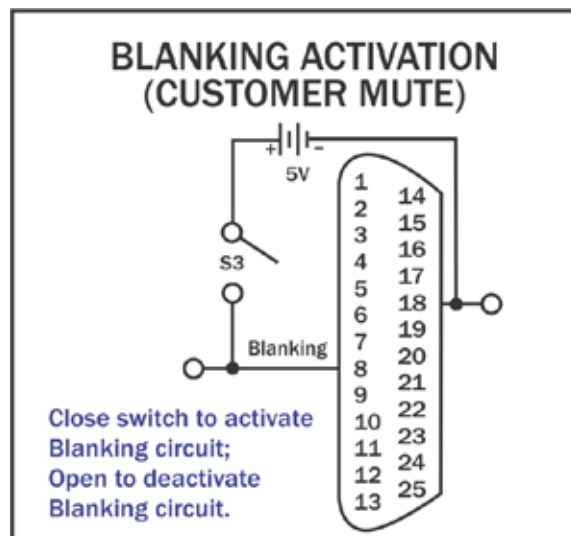 BLANKING ACTIVATION
(CUSTOMER MUTE)
+ -
5V
S3
Blanking
1
2
3
4
5
6
7
8
9
10
11
12
13
14
15
16
17
18
19
20
21
22
23
24
25
Close switch to activate
Blanking circuit;
Open to deactivate
Blanking circuit.